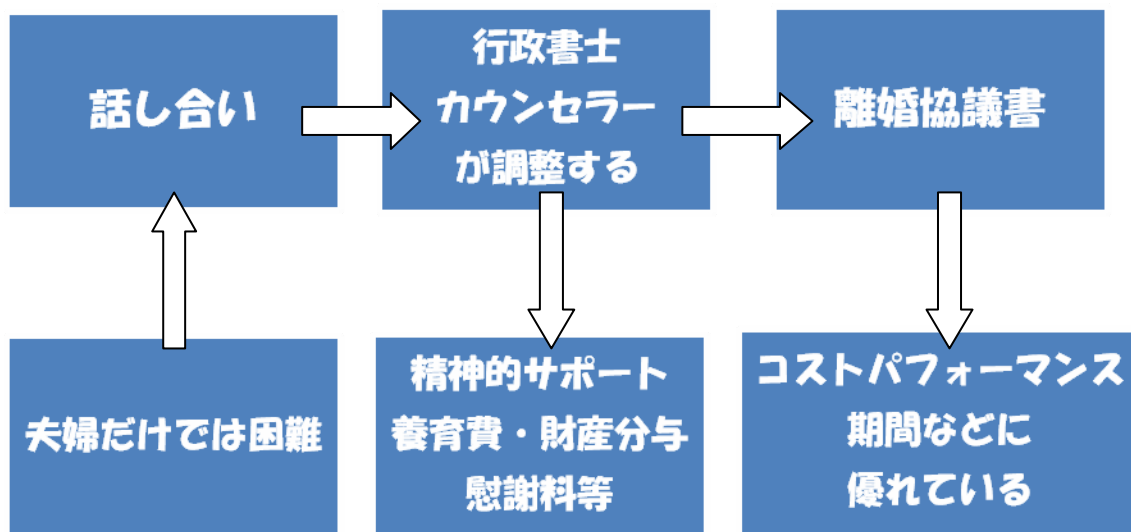 話し合い
行政書士
カウンセラー
が調整する
離婚協議書
夫婦だけでは困難
精神的サポート
養育費・財産分与
慰謝料等
コストパフォーマンス
期間などに
優れている